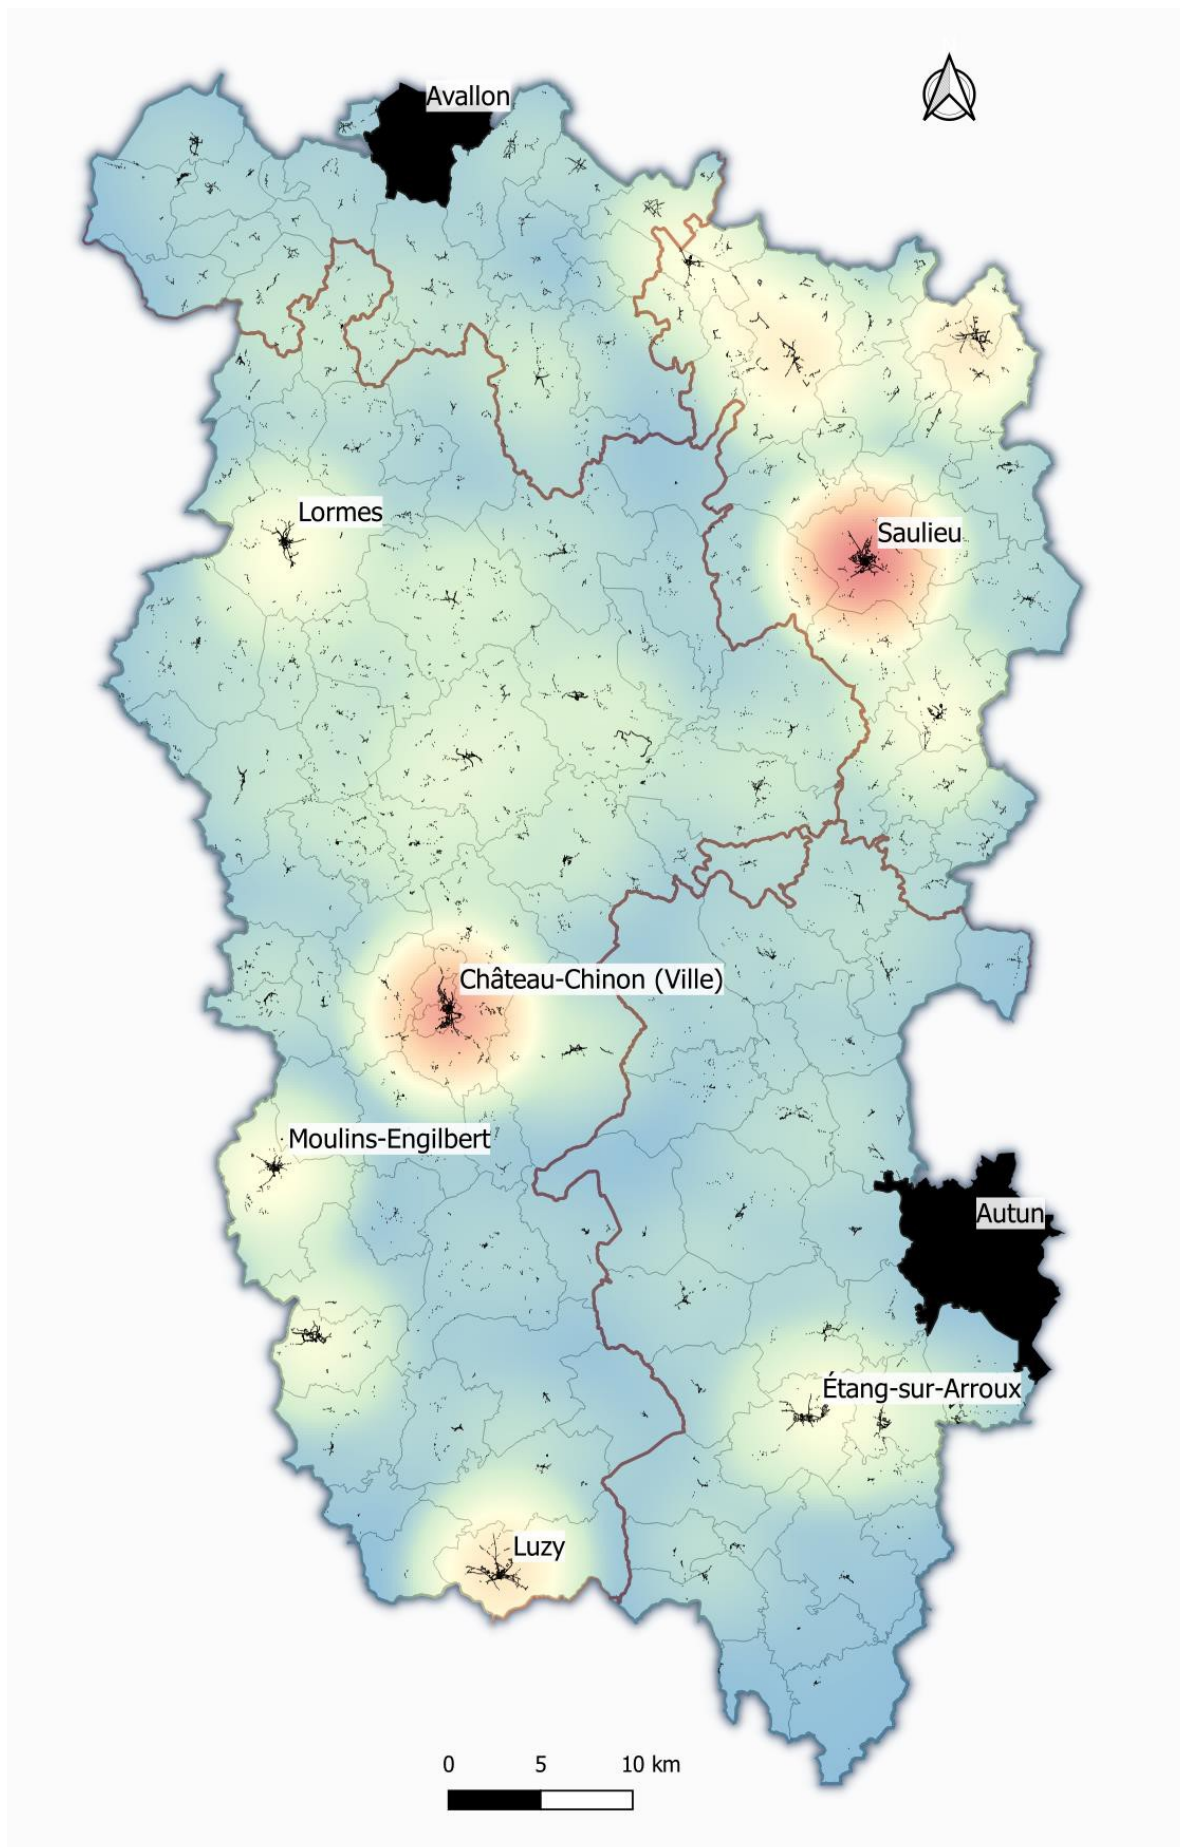 Avallon
Lormes
Saulieu
Château-Chinon (Ville)
Moulins-Engilbert
Autun
Étang-sur-Arroux
Luzy
0 5 10 km